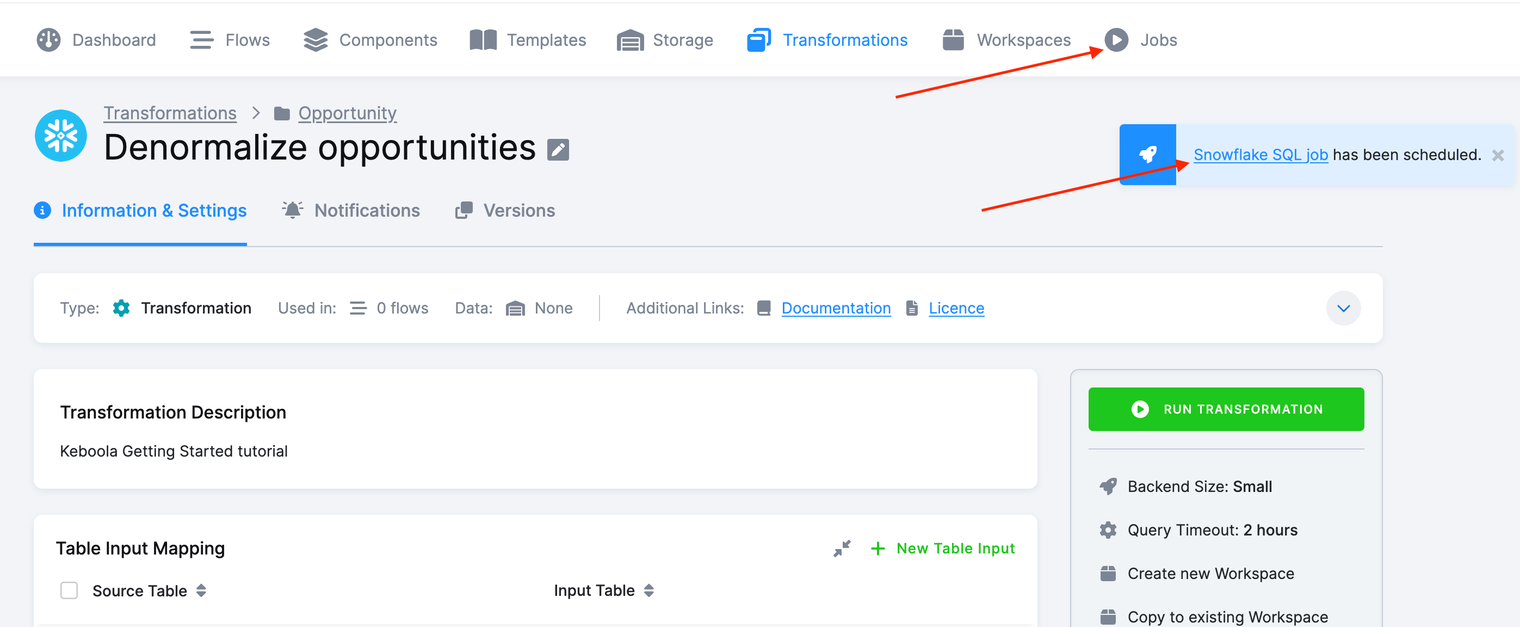 Dashboard Flows Components Templates Storage Transformations Workspaces Jobs
Transformations > Opportunity
Denormalize opportunities
Snowflake SQL job has been scheduled.
Information & Settings Notifications Versions
Type: Transformation Used in: 0 flows Data: None Additional Links: Documentation Licence
Transformation Description
Keboola Getting Started tutorial
Table Input Mapping
New Table Input
Source Table Input Table
RUN TRANSFORMATION
Backend Size: Small
Query Timeout: 2 hours
Create new Workspace
Copy to existing Workspace